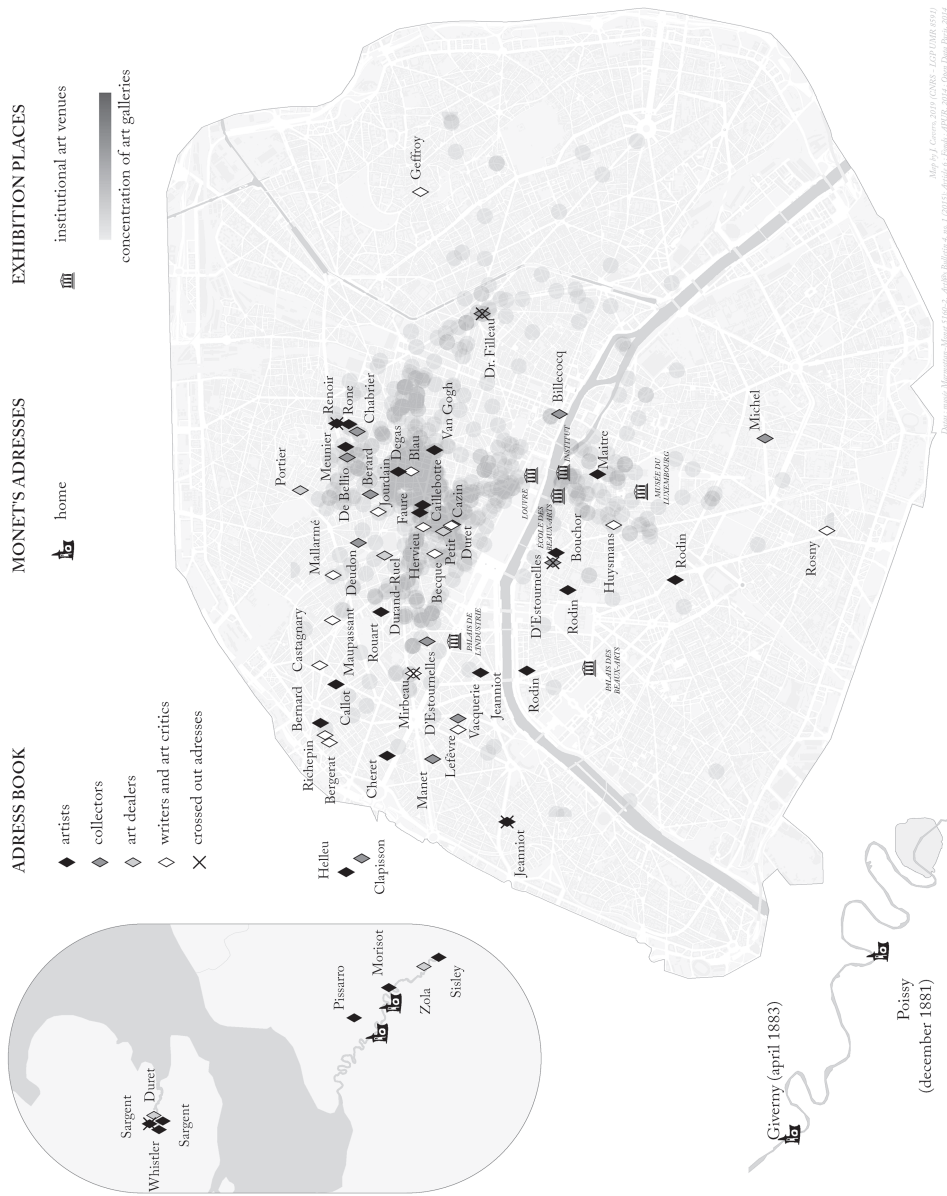 ADRESS BOOK
artists
collectors
art dealers
writers and art critics
crossed out adresses
MONET'S ADRESSES
home
EXHIBITION PLACES
institutional art venues
concentration of art galleries
Sargent
Duret
Whistler
Sargent
Pissarro
Morisot
Zola
Sisley
Helleu
Clapisson
Richepin
Bergerat
Bernard
Castagnary
Callot
Maupassant
Mallarmé
Portier
Cheret
Manet
Lefèvre
Vacquerie
Jeanniot
Jeanniot
Mirbeau
D'Estournelles
Rouart
Durand-Ruel
Deudon
De Bellio
Meunier
Renoir
Rone
Chabrier
Berard
Jourdain
Degas
Blau
Faure
Caillebotte
Cazin
Hervieu
Petit
Becque
Duret
Van Gogh
Dr. Filleau
Geffroy
PALAIS DE
L'INDUSTRIE
LOUVRE
INSTITUT
ÉCOLE DES
BEAUX-ARTS
Billecocq
D'Estournelles
Bouchor
Maitre
Rodin
Rodin
Rodin
Huysmans
MUSÉE DU
LUXEMBOURG
PALAIS DES
BEAUX-ARTS
Michel
Rosny
Giverny (april 1883)
Poissy
(december 1881)